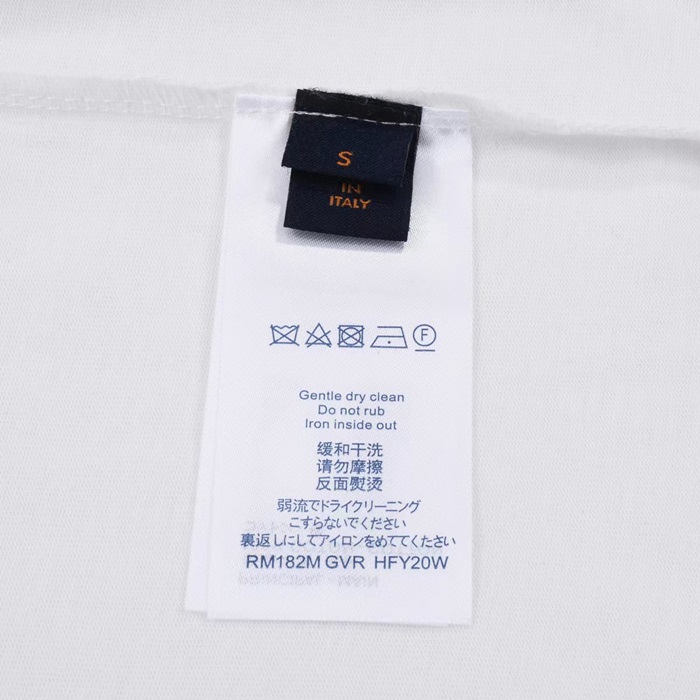 S
IN
ITALY
F
Gentle dry clean
Do not rub
Iron inside out
缓和干洗
请勿摩擦
反面熨烫
弱流でドライクリーニング
こすらないでください
裏返しにしてアイロンをめててください
RM182M GVR HFY20W